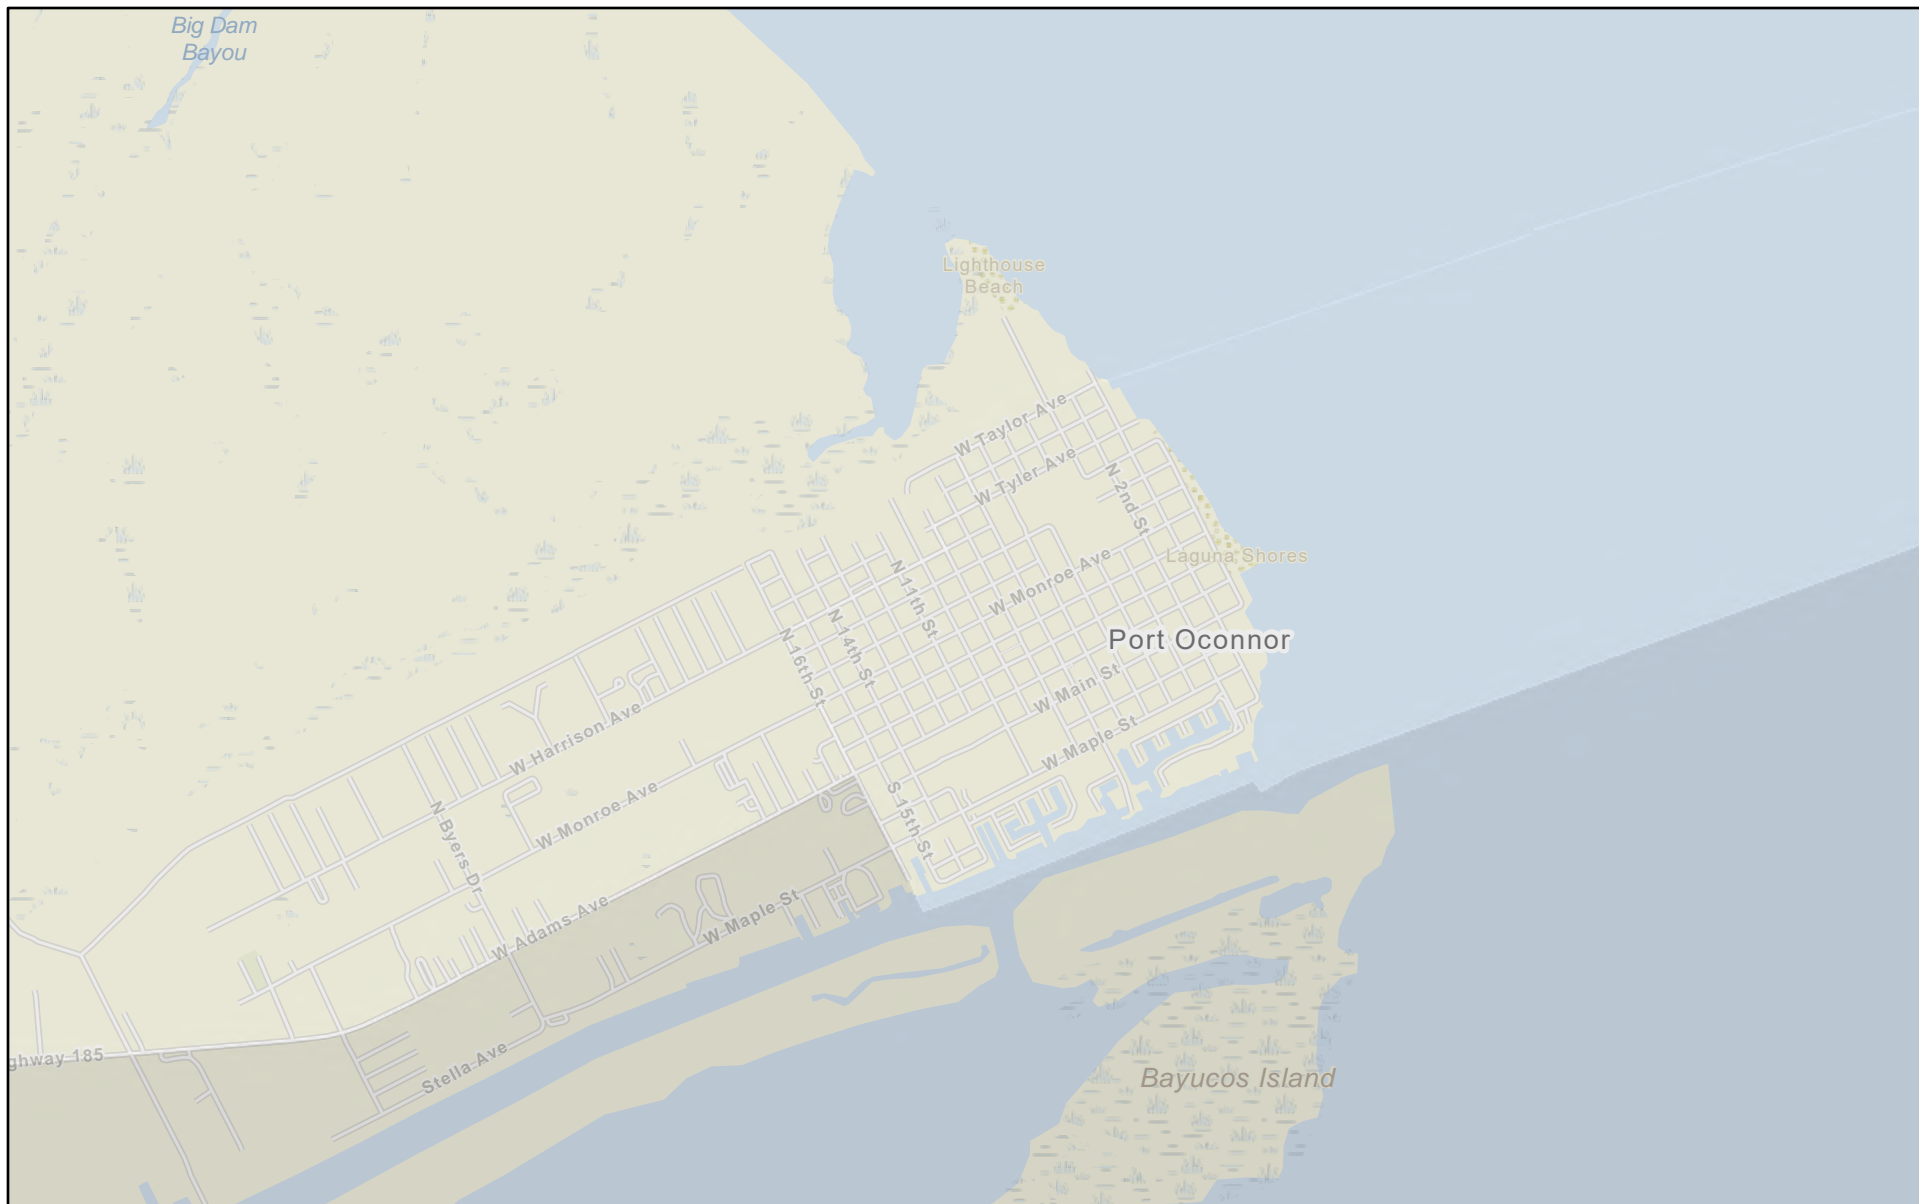 Big Dam
Bayou
Lighthouse
Beach
W Taylor Ave
W Tyler Ave
N 2nd St
Laguna Shores
W Monroe Ave
N 11th St
N 14th St
N 16th St
Port Oconnor
W Main St
W Maple St
W Harrison Ave
W Monroe Ave
N Byers Dr
S 15th St
W Adams Ave
W Maple St
Stella Ave
ghway 185
Bayucos Island